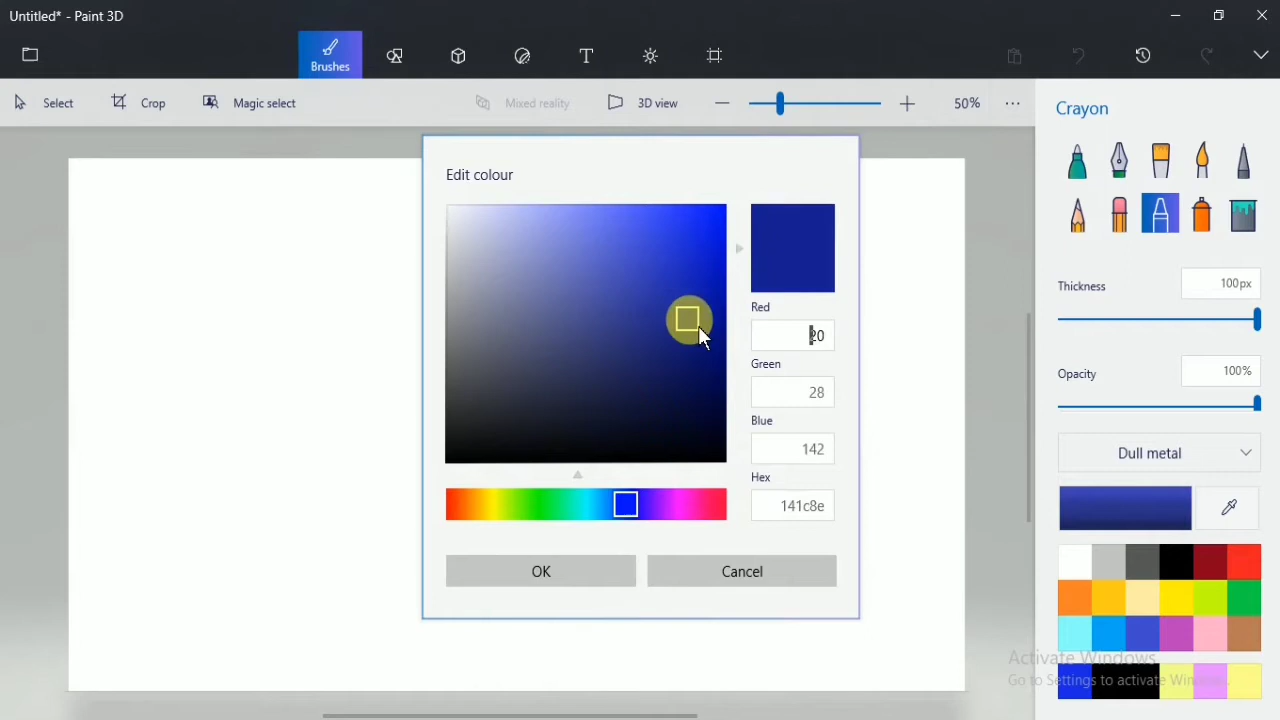 Untitled* - Paint 3D
Brushes
Select
Crop
Magic select
Mixed reality
3D view
50%
Crayon
Edit colour
Red
20
Green
28
Blue
142
Hex
141c8e
OK
Cancel
Thickness
100px
Opacity
100%
Dull metal
Activate Windows
Go to Settings to activate Windows.